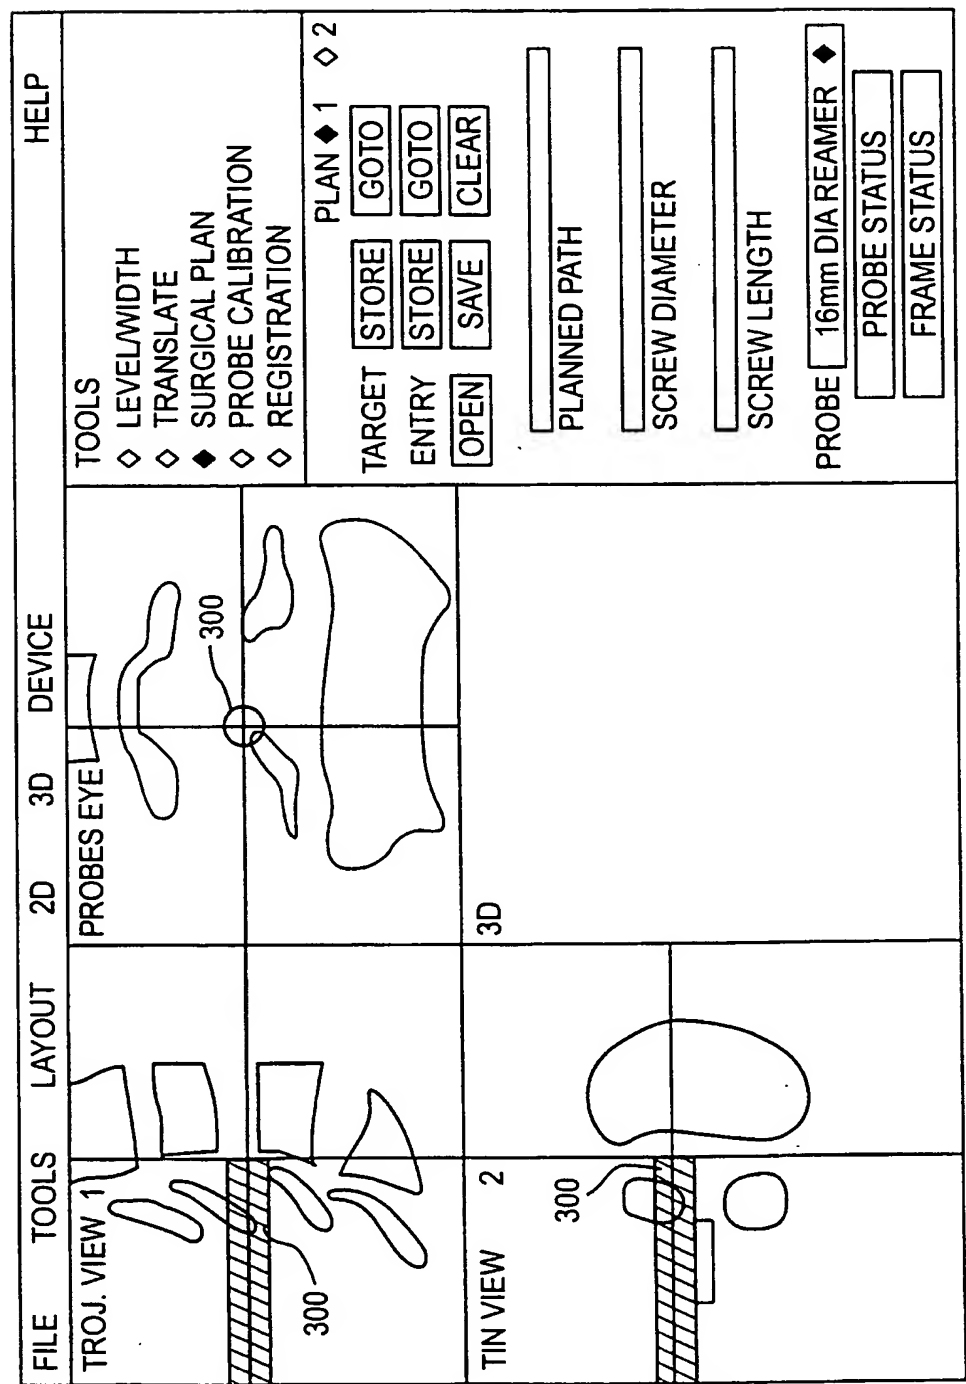 FILE TOOLS LAYOUT 2D 3D DEVICE HELP
TROJ. VIEW 1
300
PROBES EYE
300
TIN VIEW 2
300
3D
TOOLS
◇ LEVEL/WIDTH
◇ TRANSLATE
◆ SURGICAL PLAN
◇ PROBE CALIBRATION
◇ REGISTRATION
PLAN ◆ 1 ◇ 2
TARGET STORE GOTO
ENTRY STORE GOTO
OPEN SAVE CLEAR
PLANNED PATH
SCREW DIAMETER
SCREW LENGTH
PROBE 16mm DIA REAMER ◆
PROBE STATUS
FRAME STATUS